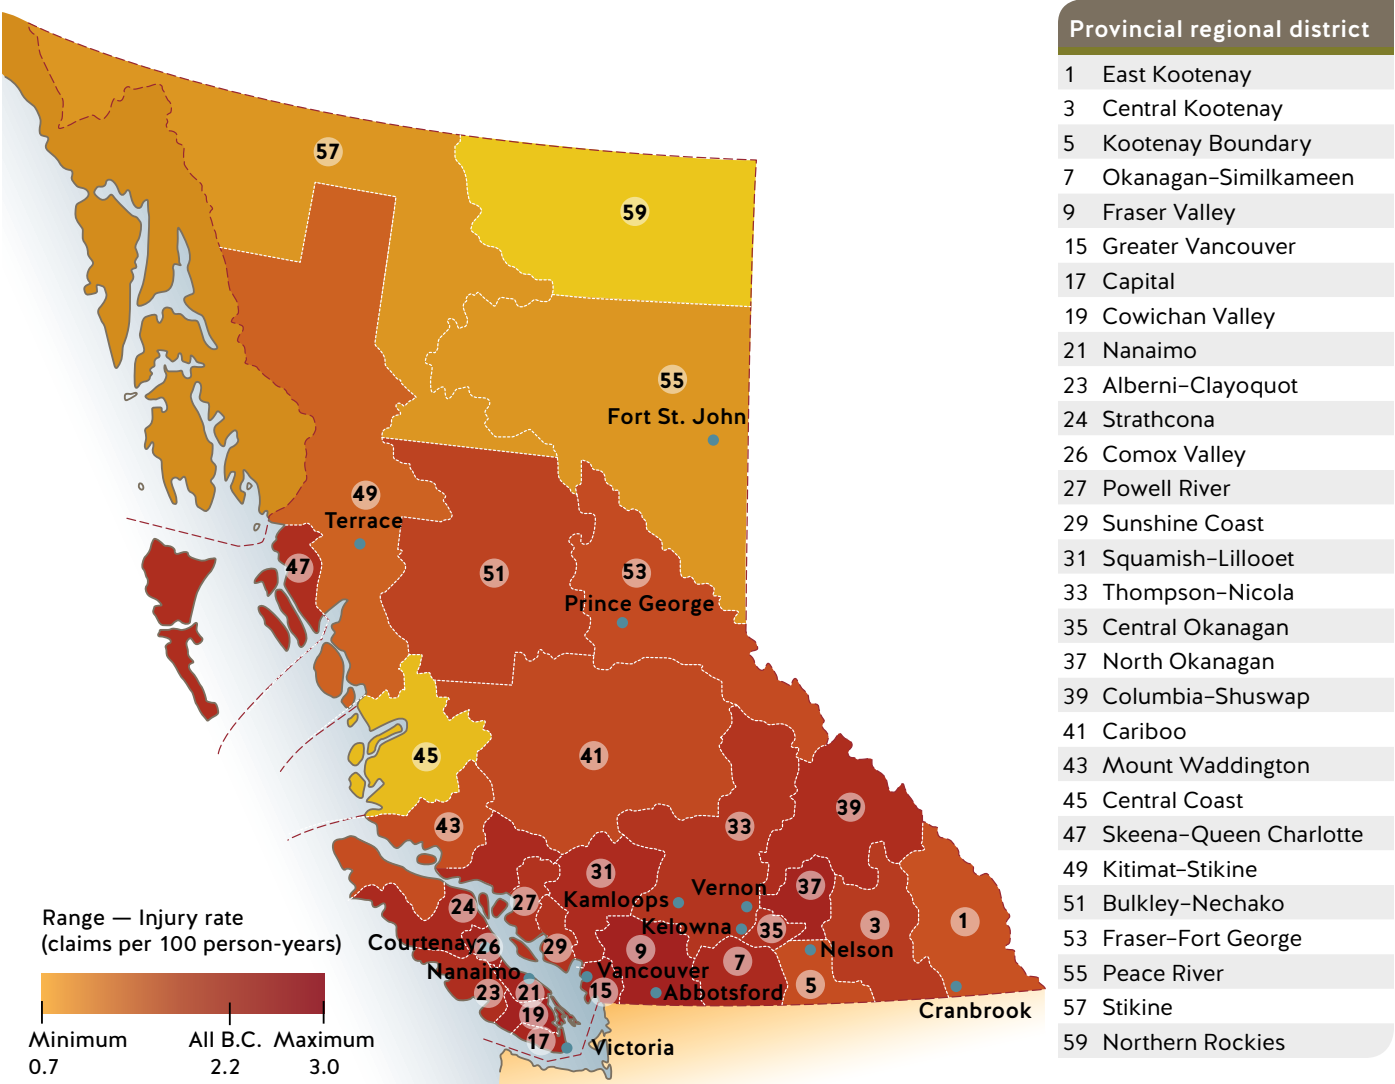 57
59
55
Fort St. John
49
Terrace
47
51
53
Prince George
45
41
43
33
39
31
Kamloops
Vernon
37
24
27
Kelowna
35
3
1
Courtenay
26
29
9
7
Nelson
Nanaimo
Vancouver
23
21
15
Abbotsford
5
19
Cranbrook
17
Victoria
Range — Injury rate
(claims per 100 person-years)
Minimum All B.C. Maximum
0.7 2.2 3.0
Provincial regional district
1 East Kootenay
3 Central Kootenay
5 Kootenay Boundary
7 Okanagan–Similkameen
9 Fraser Valley
15 Greater Vancouver
17 Capital
19 Cowichan Valley
21 Nanaimo
23 Alberni–Clayoquot
24 Strathcona
26 Comox Valley
27 Powell River
29 Sunshine Coast
31 Squamish–Lillooet
33 Thompson–Nicola
35 Central Okanagan
37 North Okanagan
39 Columbia–Shuswap
41 Cariboo
43 Mount Waddington
45 Central Coast
47 Skeena–Queen Charlotte
49 Kitimat–Stikine
51 Bulkley–Nechako
53 Fraser–Fort George
55 Peace River
57 Stikine
59 Northern Rockies